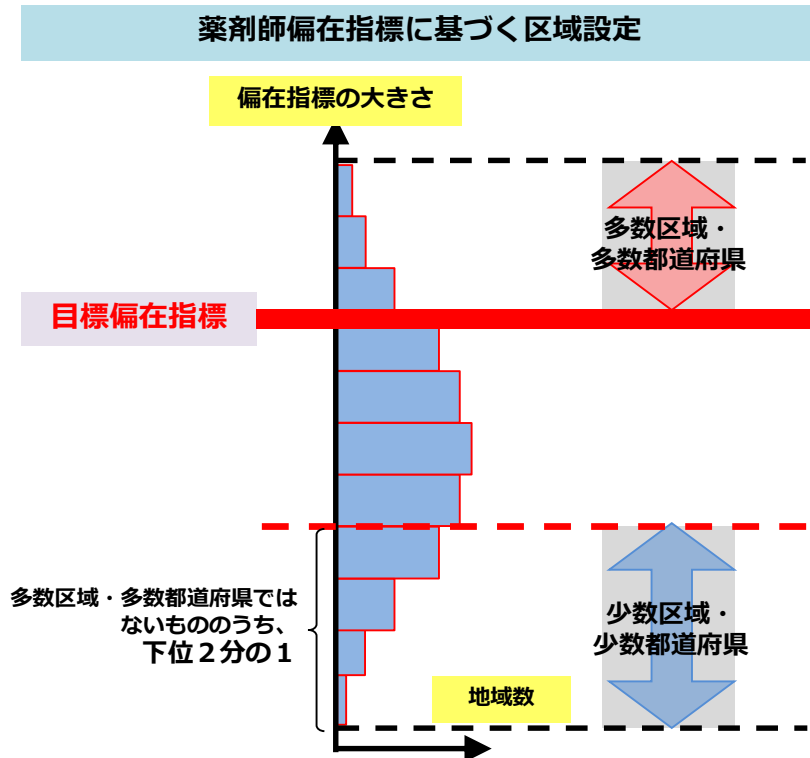 薬剤師偏在指標に基づく区域設定
偏在指標の大きさ
多数区域・
多数都道府県
目標偏在指標
多数区域・多数都道府県では
ないもののうち、
下位２分の１
少数区域・
少数都道府県
地域数